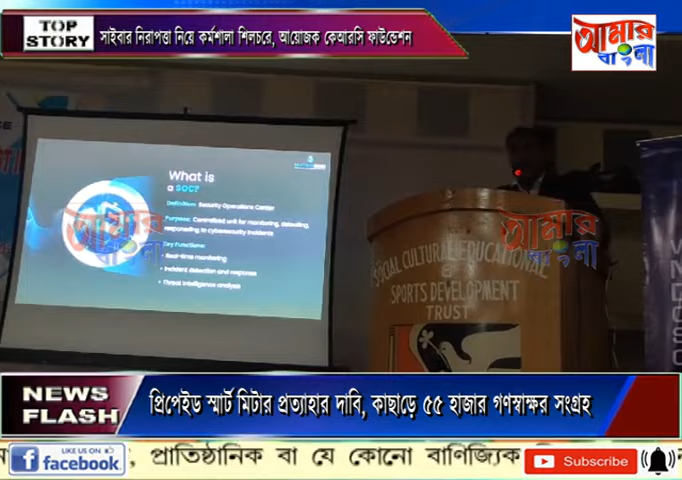 TOP
STORY
সাইবার নিরাপত্তা নিয়ে কর্মশালা শিলচরে, আয়োজক কেআরসি ফাউন্ডেশন
আমার
বাংলা
What is
a SOC?
Definition: Security Operations Center
Purpose: Centralized unit for monitoring, detecting,
responding to cybersecurity incidents
Key Functions:
• Real-time monitoring
• Incident detection and response
• Threat intelligence analysis
আমার
বাংলা
আমার
বাংলা
SOCIAL CULTURAL EDUCATIONAL
&
SPORTS DEVELOPMENT
TRUST
NEWS
FLASH
প্রিপেইড স্মার্ট মিটার প্রত্যাহার দাবি, কাছাড়ে ৫৫ হাজার গণস্বাক্ষর সংগ্রহ
LIKE US ON
facebook
প্রাতিষ্ঠানিক বা যে কোনো বাণিজ্যিক
Subscribe